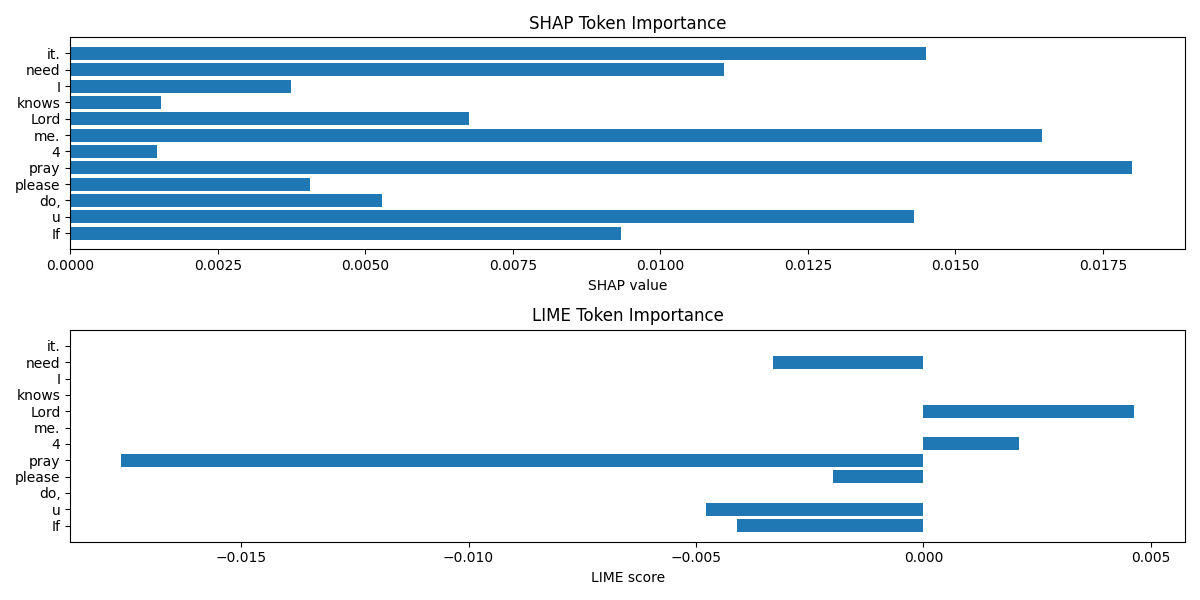 SHAP Token Importance
it.
need
I
knows
Lord
me.
4
pray
please
do,
u
If
0.0000 0.0025 0.0050 0.0075 0.0100 0.0125 0.0150 0.0175
SHAP value
LIME Token Importance
it.
need
I
knows
Lord
me.
4
pray
please
do,
u
If
−0.015 −0.010 −0.005 0.000 0.005
LIME score